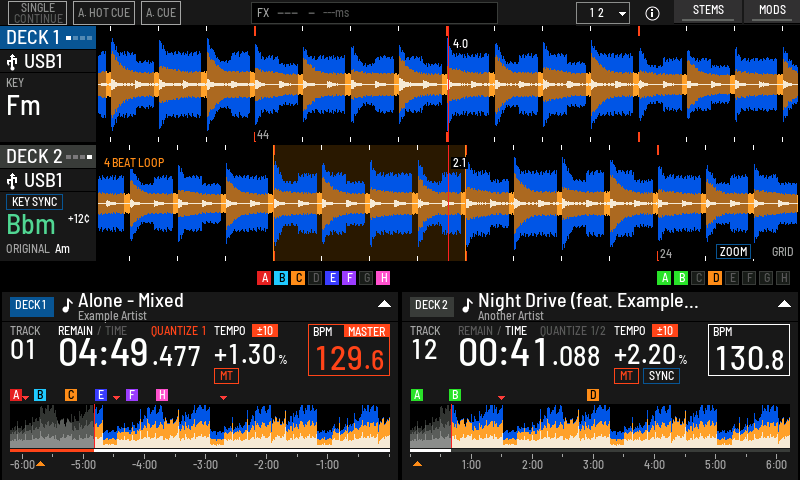 SINGLE CONTINUE
A. HOT CUE
A. CUE
FX --- - ---ms
1 2
STEMS
MODS
DECK 1
USB1
KEY
Fm
4.0
44
DECK 2
USB1
KEY SYNC
Bbm +12¢
ORIGINAL Am
4 BEAT LOOP
2.1
24
ZOOM
GRID
A B C D E F G H
A B C D E F G H
DECK 1
Alone - Mixed
Example Artist
TRACK
01
REMAIN / TIME
QUANTIZE 1
04:49.477
TEMPO ±10
+1.30%
MT
BPM MASTER
129.6
A B C E F H
-6:00 -5:00 -4:00 -3:00 -2:00 -1:00
DECK 2
Night Drive (feat. Example...
Another Artist
TRACK
12
REMAIN / TIME
QUANTIZE 1/2
00:41.088
TEMPO ±10
+2.20%
MT SYNC
BPM
130.8
A B D
1:00 2:00 3:00 4:00 5:00 6:00